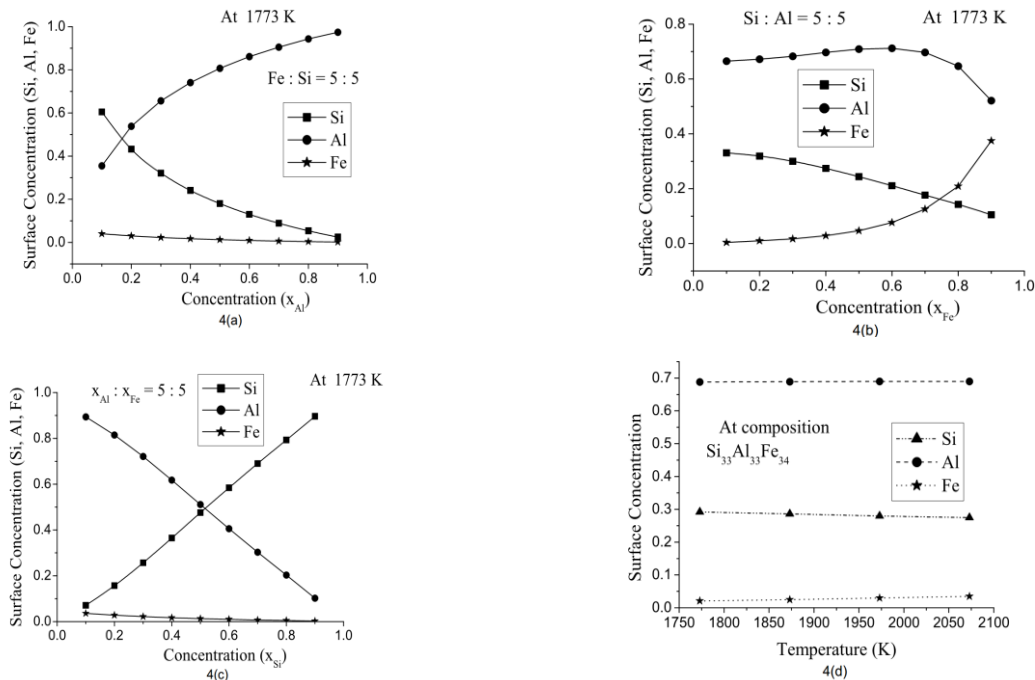 At 1773 K
Fe : Si = 5 : 5
Si
Al
Fe
Surface Concentration (Si, Al, Fe)
1.0
0.8
0.6
0.4
0.2
0.0
0.0 0.2 0.4 0.6 0.8 1.0
Concentration (x_Al)
4(a)
Si : Al = 5 : 5
At 1773 K
Si
Al
Fe
Surface Concentration (Si, Al, Fe)
0.8
0.6
0.4
0.2
0.0
0.0 0.2 0.4 0.6 0.8 1.0
Concentration (x_Fe)
4(b)
x_Al : x_Fe = 5 : 5
At 1773 K
Si
Al
Fe
Surface Concentration (Si, Al, Fe)
1.0
0.8
0.6
0.4
0.2
0.0
0.0 0.2 0.4 0.6 0.8 1.0
Concentration (x_Si)
4(c)
At composition
Si₃₃Al₃₃Fe₃₄
Si
Al
Fe
Surface Concentration
0.7
0.6
0.5
0.4
0.3
0.2
0.1
0.0
1750 1800 1850 1900 1950 2000 2050 2100
Temperature (K)
4(d)